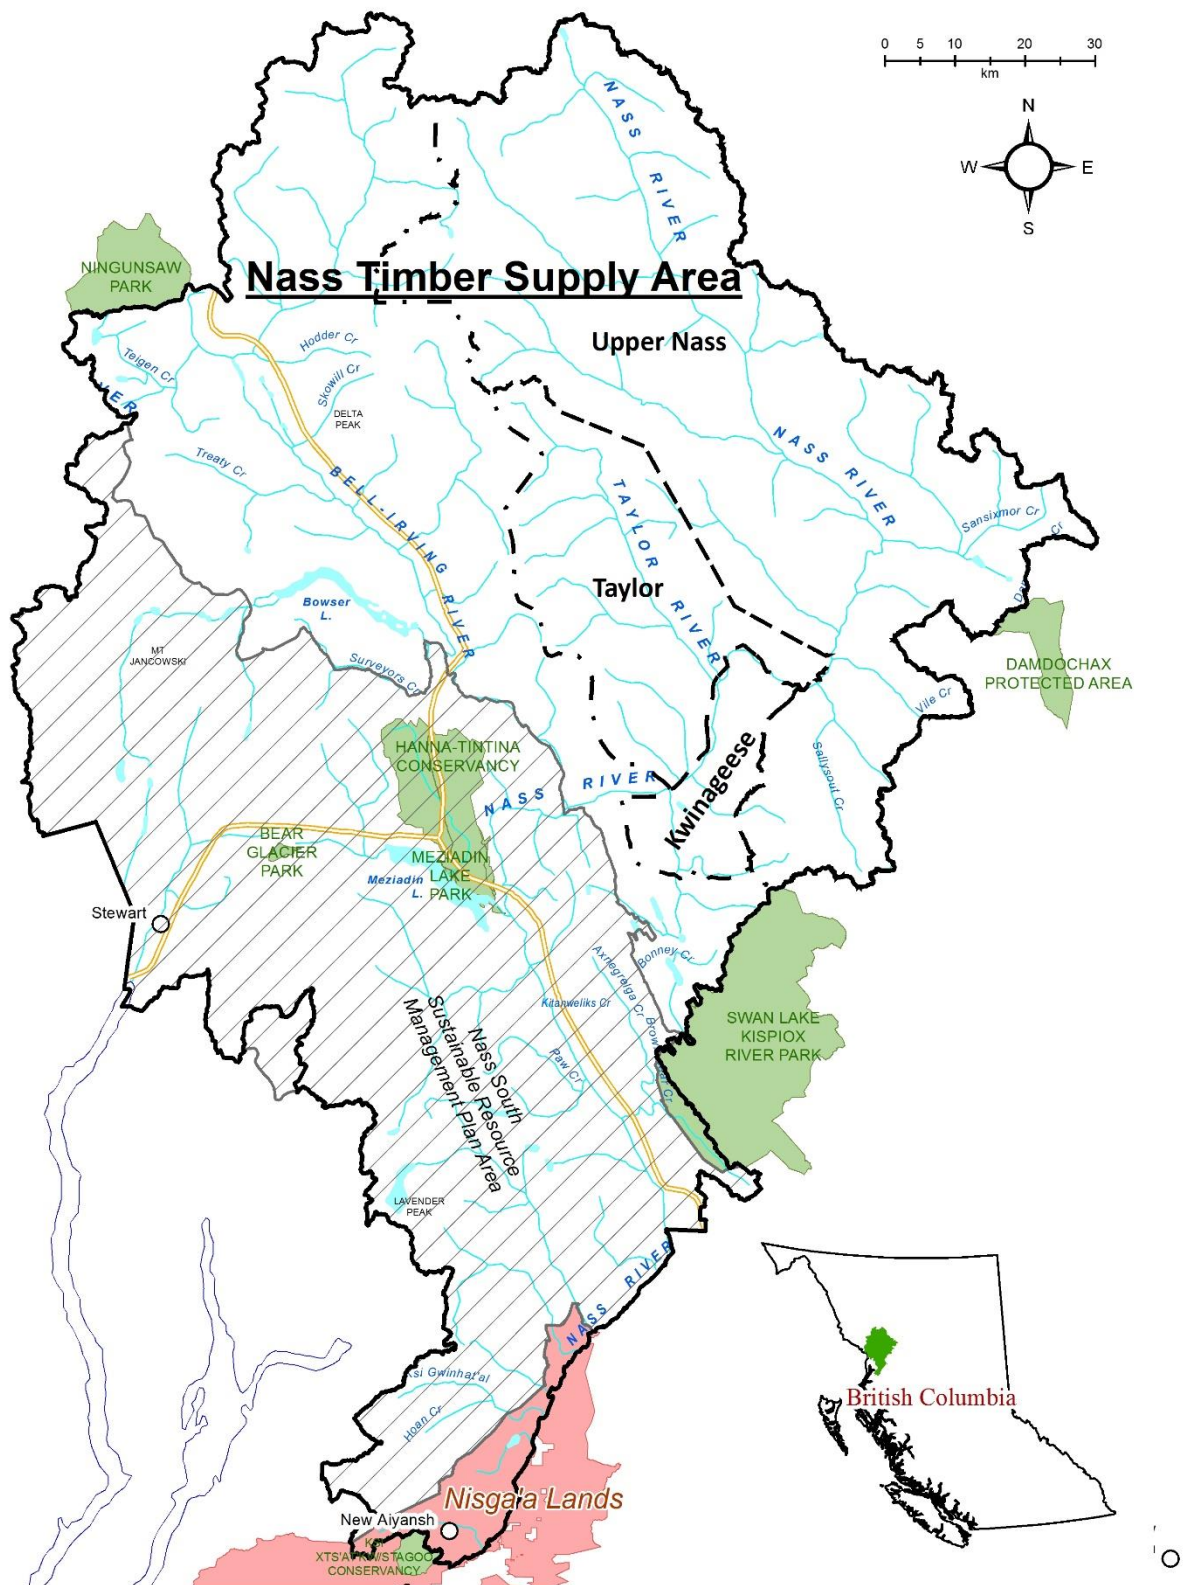 0 5 10 20 30
km
N
W E
S
NASS RIVER
NINGUNSAW
PARK
Nass Timber Supply Area
Upper Nass
Hodder Cr
Teigen Cr
Skowill Cr
VER
DELTA
PEAK
NASS RIVER
Treaty Cr
BELL-IRVING RIVER
TAYLOR RIVER
Sansixmor Cr
Cr
Taylor
Bowser
L.
MT
JANCOWSKI
Surveyors Cr
DAMDOCHAX
PROTECTED AREA
Vile Cr
HANNA-TINTINA
CONSERVANCY
Kwinageese
Sallysout Cr
NASS RIVER
BEAR
GLACIER
PARK
MEZIADIN
LAKE
PARK
Meziadin
L.
Stewart
Bonney Cr
Axnegrelga Cr
Kitanweliks Cr
SWAN LAKE
KISPIOX
RIVER PARK
Nass South
Sustainable Resource
Management Plan Area
Paw Cr
LAVENDER
PEAK
NASS RIVER
NASS
British Columbia
Ksi Gwinhat'al
Hoan Cr
Nisga'a Lands
New Aiyansh
CONSERVANCY